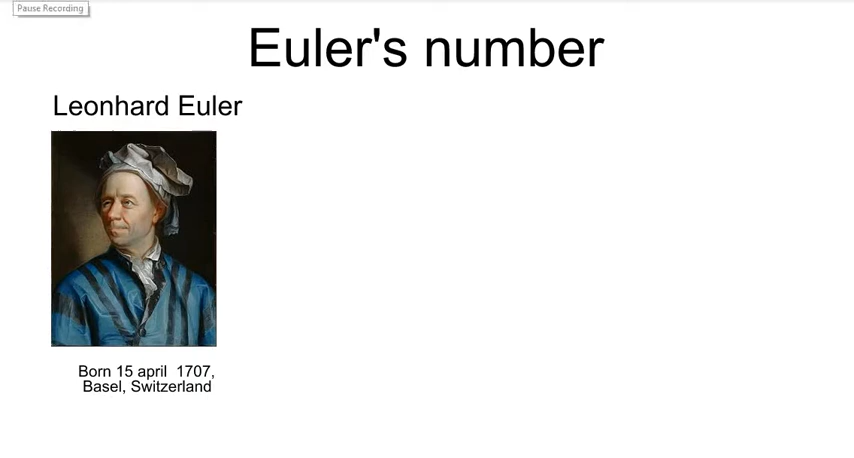 Pause Recording
Euler's number
Leonhard Euler
Born 15 april  1707,
Basel, Switzerland